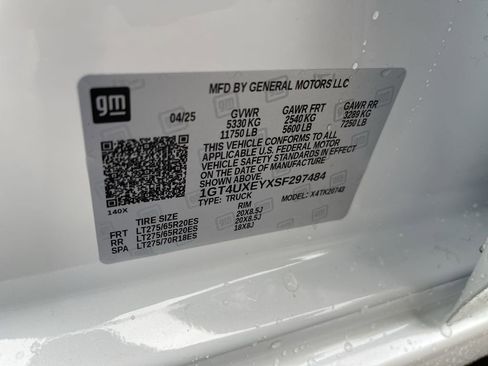 gm
MFD BY GENERAL MOTORS LLC
04/25 GVWR GAWR FRT GAWR RR
5330 KG 2540 KG 3289 KG
11750 LB 5600 LB 7250 LB
THIS VEHICLE CONFORMS TO ALL
APPLICABLE U.S. FEDERAL MOTOR
VEHICLE SAFETY STANDARDS IN EFFECT
ON THE DATE OF MANUFACTURE
SHOWN ABOVE.
1GT4UXEYXSF297484
TYPE: TRUCK MODEL: X4TK20743
140X
TIRE SIZE RIM
FRT LT275/65R20ES 20X8.5J
RR LT275/65R20ES 20X8.5J
SPA LT275/70R18ES 18X8J